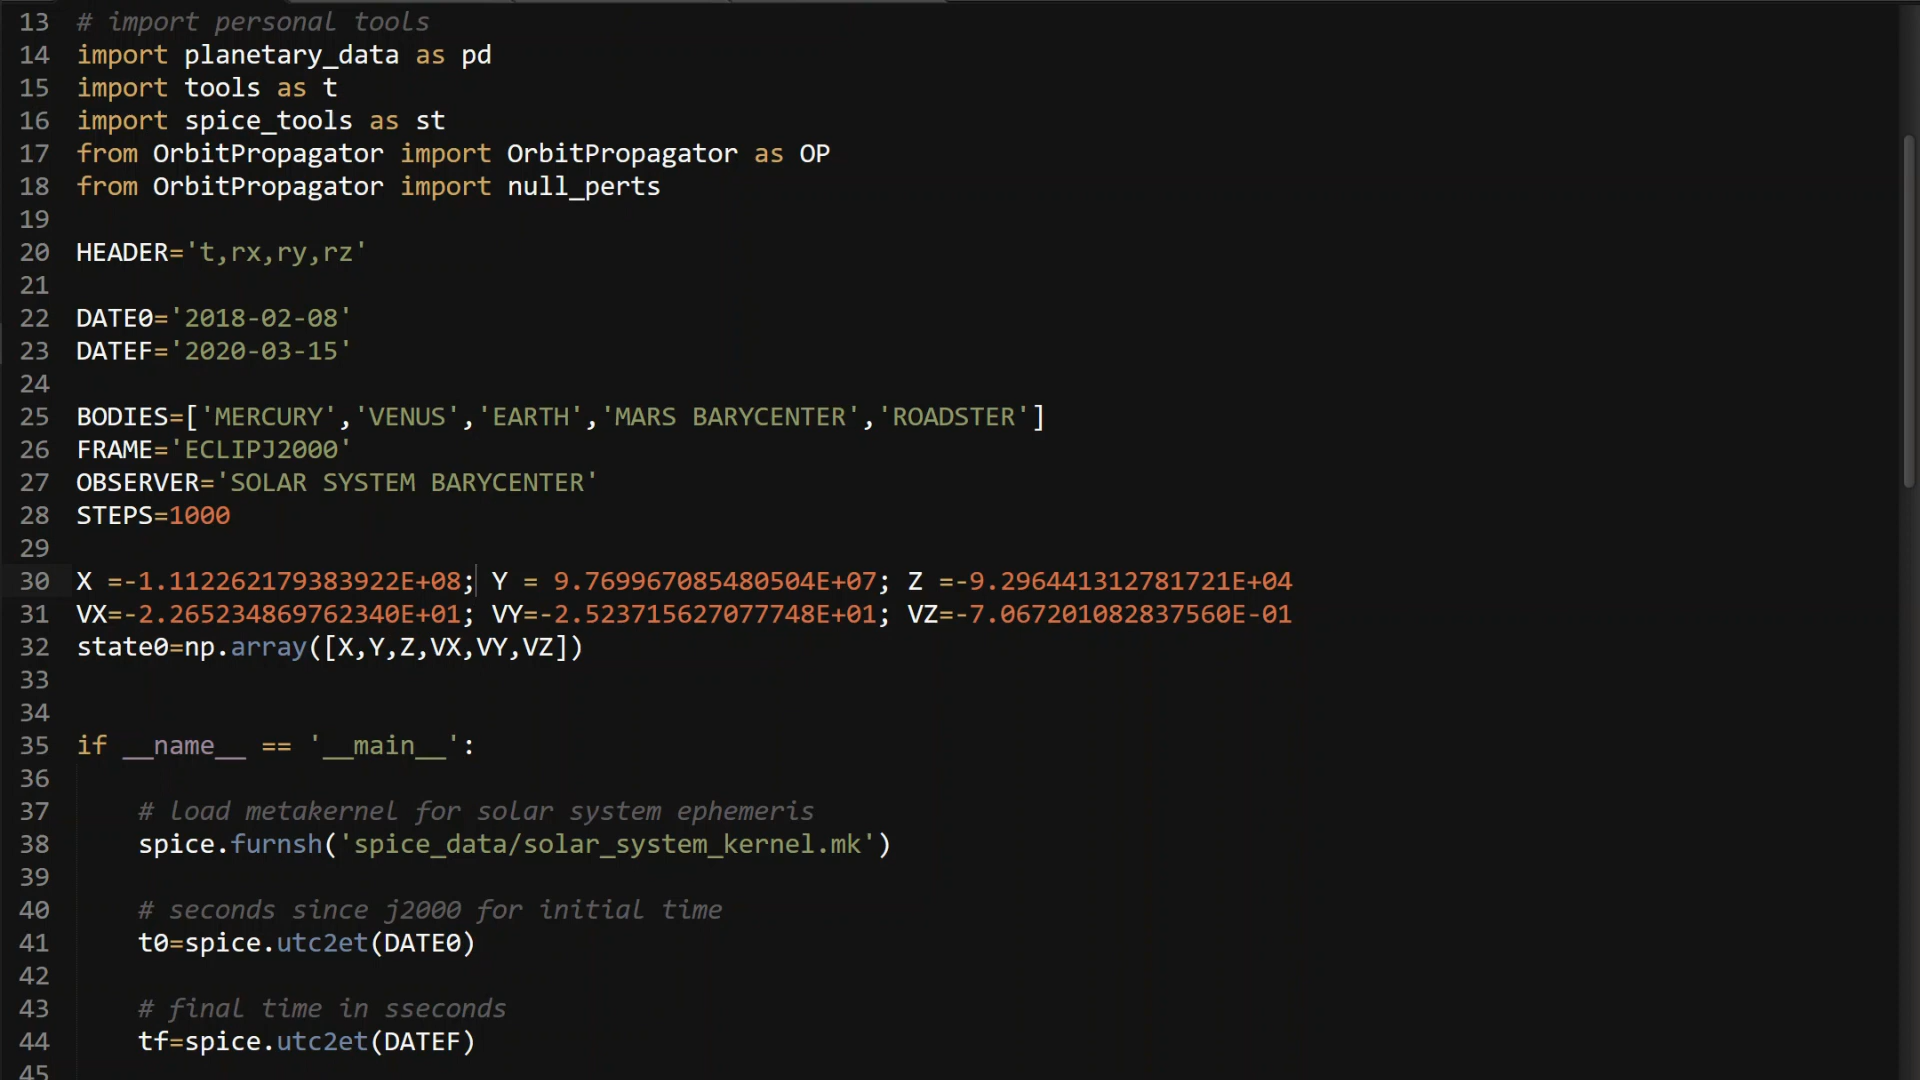 13 # import personal tools
14 import planetary_data as pd
15 import tools as t
16 import spice_tools as st
17 from OrbitPropagator import OrbitPropagator as OP
18 from OrbitPropagator import null_perts
19
20 HEADER='t,rx,ry,rz'
21
22 DATE0='2018-02-08'
23 DATEF='2020-03-15'
24
25 BODIES=['MERCURY','VENUS','EARTH','MARS BARYCENTER','ROADSTER']
26 FRAME='ECLIPJ2000'
27 OBSERVER='SOLAR SYSTEM BARYCENTER'
28 STEPS=1000
29
30 X =-1.112262179383922E+08; Y = 9.769967085480504E+07; Z =-9.296441312781721E+04
31 VX=-2.265234869762340E+01; VY=-2.523715627077748E+01; VZ=-7.067201082837560E-01
32 state0=np.array([X,Y,Z,VX,VY,VZ])
33
34
35 if __name__ == '__main__':
36
37     # load metakernel for solar system ephemeris
38     spice.furnsh('spice_data/solar_system_kernel.mk')
39
40     # seconds since j2000 for initial time
41     t0=spice.utc2et(DATE0)
42
43     # final time in sseconds
44     tf=spice.utc2et(DATEF)
45